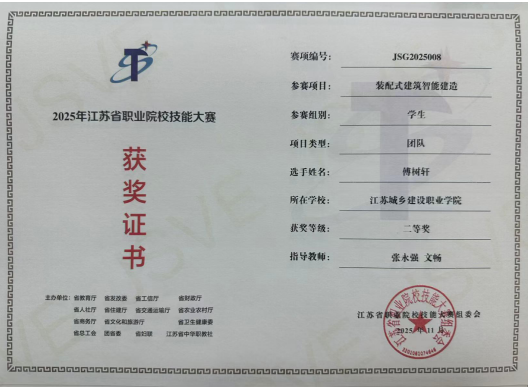 2025年江苏省职业院校技能大赛
获奖证书
主办单位：省教育厅 省发改委 省工信厅 省财政厅
省人社厅 省住建厅 省交通运输厅 省农业农村厅
省商务厅 省文化和旅游厅 省卫生健康委
省总工会 团省委 省妇联 江苏省中华职教社
赛项编号： JSG2025008
参赛项目： 装配式建筑智能建造
参赛组别： 学生
项目类型： 团队
选手姓名： 傅树轩
所在学校： 江苏城乡建设职业学院
获奖等级： 二等奖
指导教师： 张永强 文畅
江苏省职业院校技能大赛组委会
2025年11月